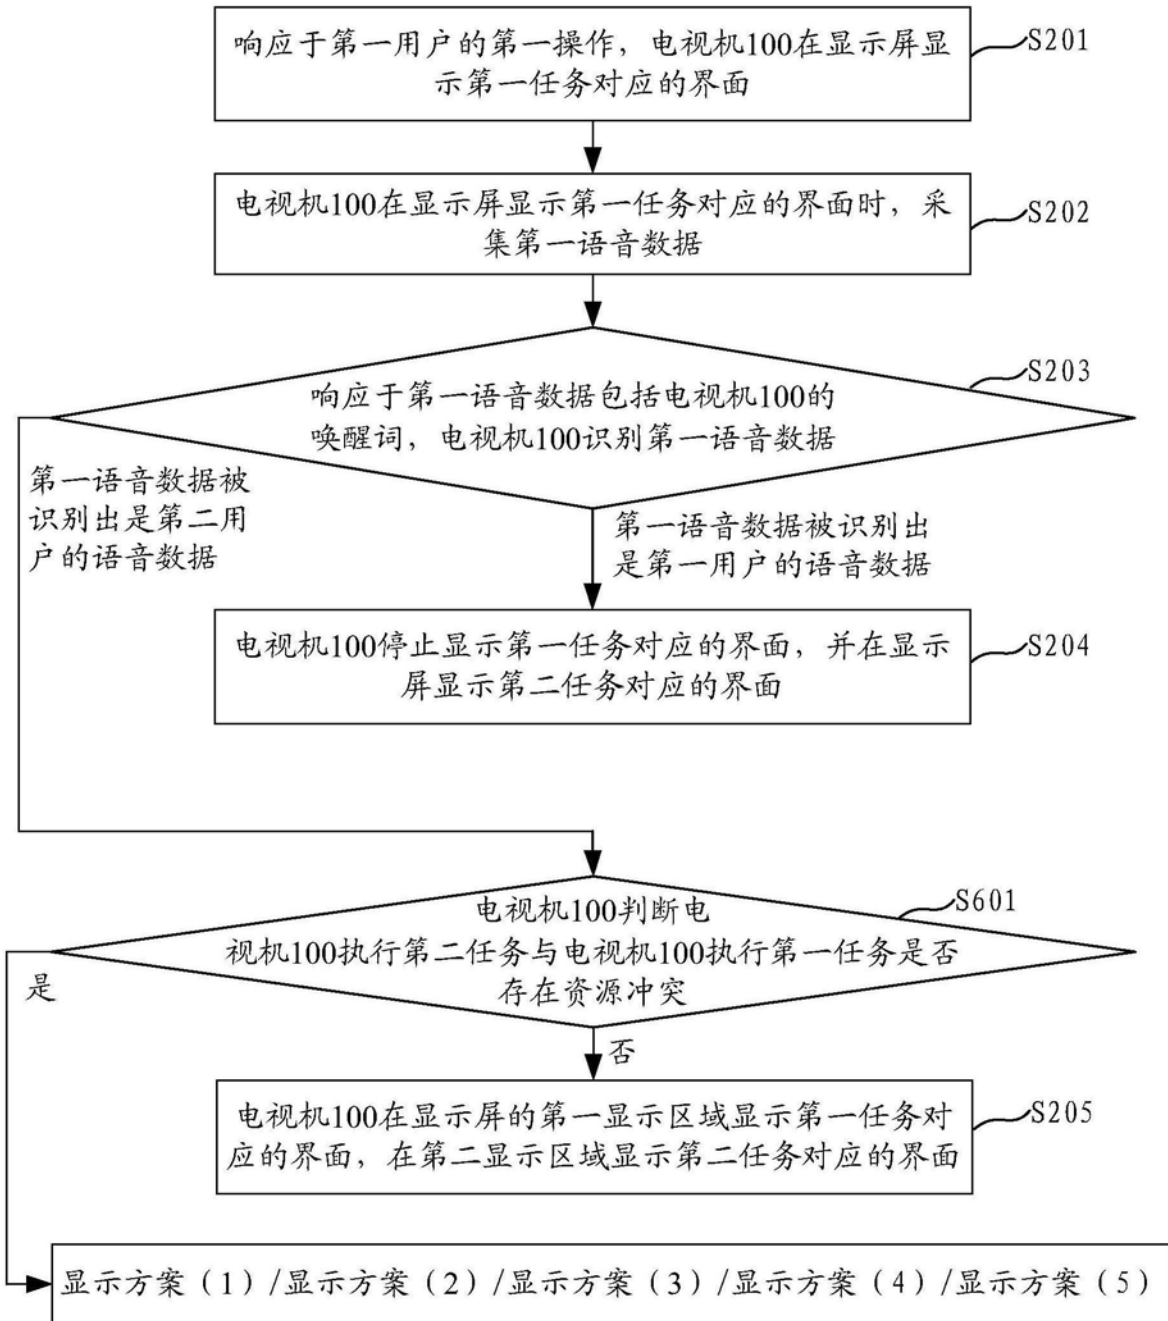 响应于第一用户的第一操作，电视机100在显示屏显
示第一任务对应的界面
S201
电视机100在显示屏显示第一任务对应的界面时，采
集第一语音数据
S202
响应于第一语音数据包括电视机100的
唤醒词，电视机100识别第一语音数据
S203
第一语音数据被
识别出是第二用
户的语音数据
第一语音数据被识别出
是第一用户的语音数据
电视机100停止显示第一任务对应的界面，并在显示
屏显示第二任务对应的界面
S204
电视机100判断电
视机100执行第二任务与电视机100执行第一任务是否
存在资源冲突
S601
是
否
电视机100在显示屏的第一显示区域显示第一任务对
应的界面，在第二显示区域显示第二任务对应的界面
S205
显示方案（1）/显示方案（2）/显示方案（3）/显示方案（4）/显示方案（5）